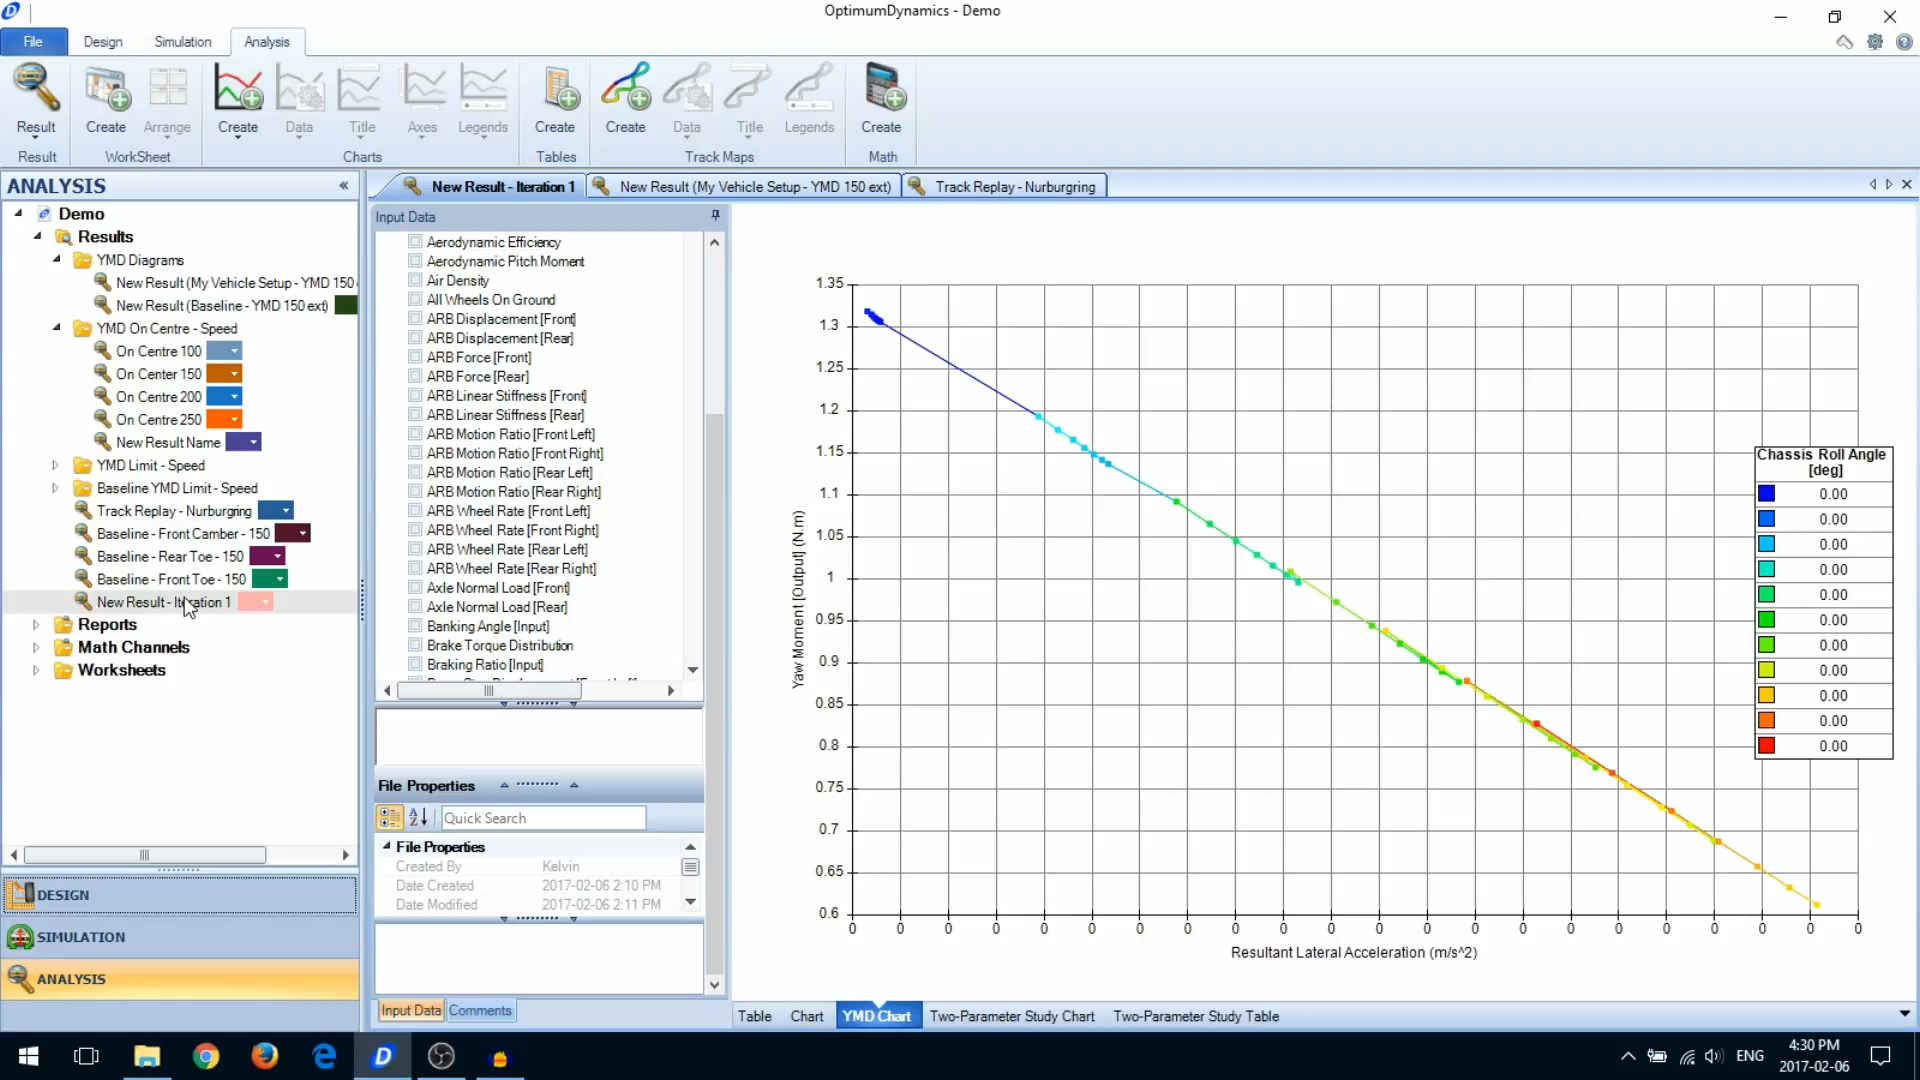 OptimumDynamics - Demo
File
Design
Simulation
Analysis
Result
Create
Arrange
Create
Data
Title
Axes
Legends
Create
Create
Data
Title
Legends
Create
Result
WorkSheet
Charts
Tables
Track Maps
Math
ANALYSIS
Demo
Results
YMD Diagrams
New Result (My Vehicle Setup - YMD 150
New Result (Baseline - YMD 150 ext)
YMD On Centre - Speed
On Centre 100
On Center 150
On Centre 200
On Centre 250
New Result Name
YMD Limit - Speed
Baseline YMD Limit - Speed
Track Replay - Nurburgring
Baseline - Front Camber - 150
Baseline - Rear Toe - 150
Baseline - Front Toe - 150
New Result - Iteration 1
Reports
Math Channels
Worksheets
DESIGN
SIMULATION
ANALYSIS
New Result - Iteration 1
New Result (My Vehicle Setup - YMD 150 ext)
Track Replay - Nurburgring
Input Data
Aerodynamic Efficiency
Aerodynamic Pitch Moment
Air Density
All Wheels On Ground
ARB Displacement [Front]
ARB Displacement [Rear]
ARB Force [Front]
ARB Force [Rear]
ARB Linear Stiffness [Front]
ARB Linear Stiffness [Rear]
ARB Motion Ratio [Front Left]
ARB Motion Ratio [Front Right]
ARB Motion Ratio [Rear Left]
ARB Motion Ratio [Rear Right]
ARB Wheel Rate [Front Left]
ARB Wheel Rate [Front Right]
ARB Wheel Rate [Rear Left]
ARB Wheel Rate [Rear Right]
Axle Normal Load [Front]
Axle Normal Load [Rear]
Banking Angle [Input]
Brake Torque Distribution
Braking Ratio [Input]
File Properties
Quick Search
File Properties
Created By Kelvin
Date Created 2017-02-06 2:10 PM
Date Modified 2017-02-06 2:11 PM
Input Data
Comments
1.35
1.3
1.25
1.2
1.15
1.1
1.05
1
0.95
0.9
0.85
0.8
0.75
0.7
0.65
0.6
Yaw Moment [Output] (N.m)
0 0 0 0 0 0 0 0 0 0 0 0 0 0 0 0 0 0 0 0 0 0
Resultant Lateral Acceleration (m/s^2)
Chassis Roll Angle
[deg]
0.00
0.00
0.00
0.00
0.00
0.00
0.00
0.00
0.00
0.00
0.00
Table
Chart
YMD Chart
Two-Parameter Study Chart
Two-Parameter Study Table
ENG
4:30 PM
2017-02-06